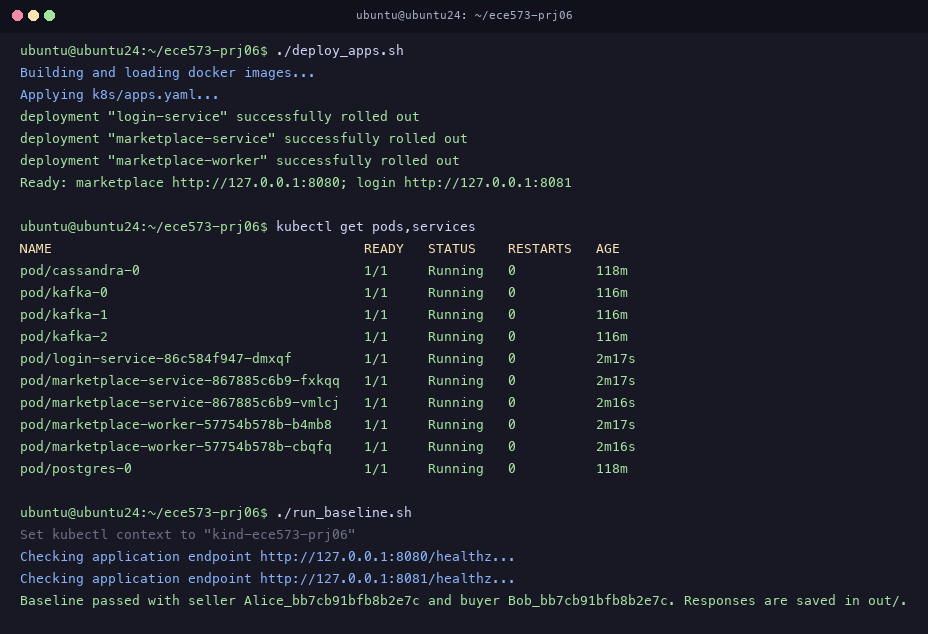 ubuntu@ubuntu24: ~/ece573-prj06
ubuntu@ubuntu24:~/ece573-prj06$ ./deploy_apps.sh
Building and loading docker images...
Applying k8s/apps.yaml...
deployment "login-service" successfully rolled out
deployment "marketplace-service" successfully rolled out
deployment "marketplace-worker" successfully rolled out
Ready: marketplace http://127.0.0.1:8080; login http://127.0.0.1:8081
ubuntu@ubuntu24:~/ece573-prj06$ kubectl get pods,services
NAME READY STATUS RESTARTS AGE
pod/cassandra-0 1/1 Running 0 118m
pod/kafka-0 1/1 Running 0 116m
pod/kafka-1 1/1 Running 0 116m
pod/kafka-2 1/1 Running 0 116m
pod/login-service-86c584f947-dmxqf 1/1 Running 0 2m17s
pod/marketplace-service-867885c6b9-fxkqq 1/1 Running 0 2m17s
pod/marketplace-service-867885c6b9-vmlcj 1/1 Running 0 2m16s
pod/marketplace-worker-57754b578b-b4mb8 1/1 Running 0 2m17s
pod/marketplace-worker-57754b578b-cbqfq 1/1 Running 0 2m16s
pod/postgres-0 1/1 Running 0 118m
ubuntu@ubuntu24:~/ece573-prj06$ ./run_baseline.sh
Set kubectl context to "kind-ece573-prj06"
Checking application endpoint http://127.0.0.1:8080/healthz...
Checking application endpoint http://127.0.0.1:8081/healthz...
Baseline passed with seller Alice_bb7cb91bfb8b2e7c and buyer Bob_bb7cb91bfb8b2e7c. Responses are saved in out/.